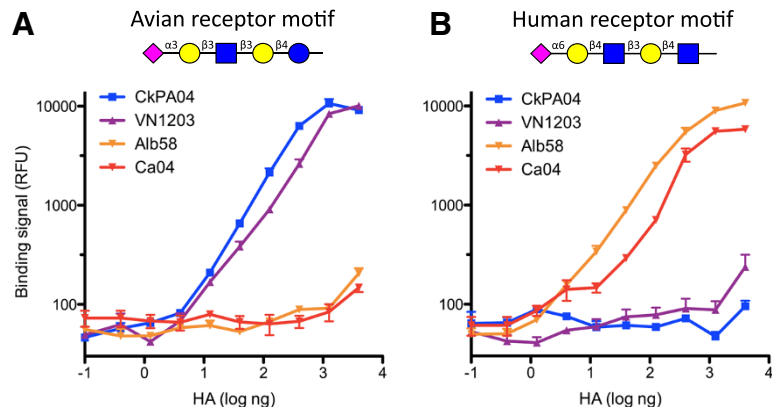 A
Avian receptor motif
α3 β3 β3 β4
10000
1000
100
Binding signal (RFU)
CkPA04
VN1203
Alb58
Ca04
-1 0 1 2 3 4
HA (log ng)
B
Human receptor motif
α6 β4 β3 β4
10000
1000
100
CkPA04
VN1203
Alb58
Ca04
-1 0 1 2 3 4
HA (log ng)